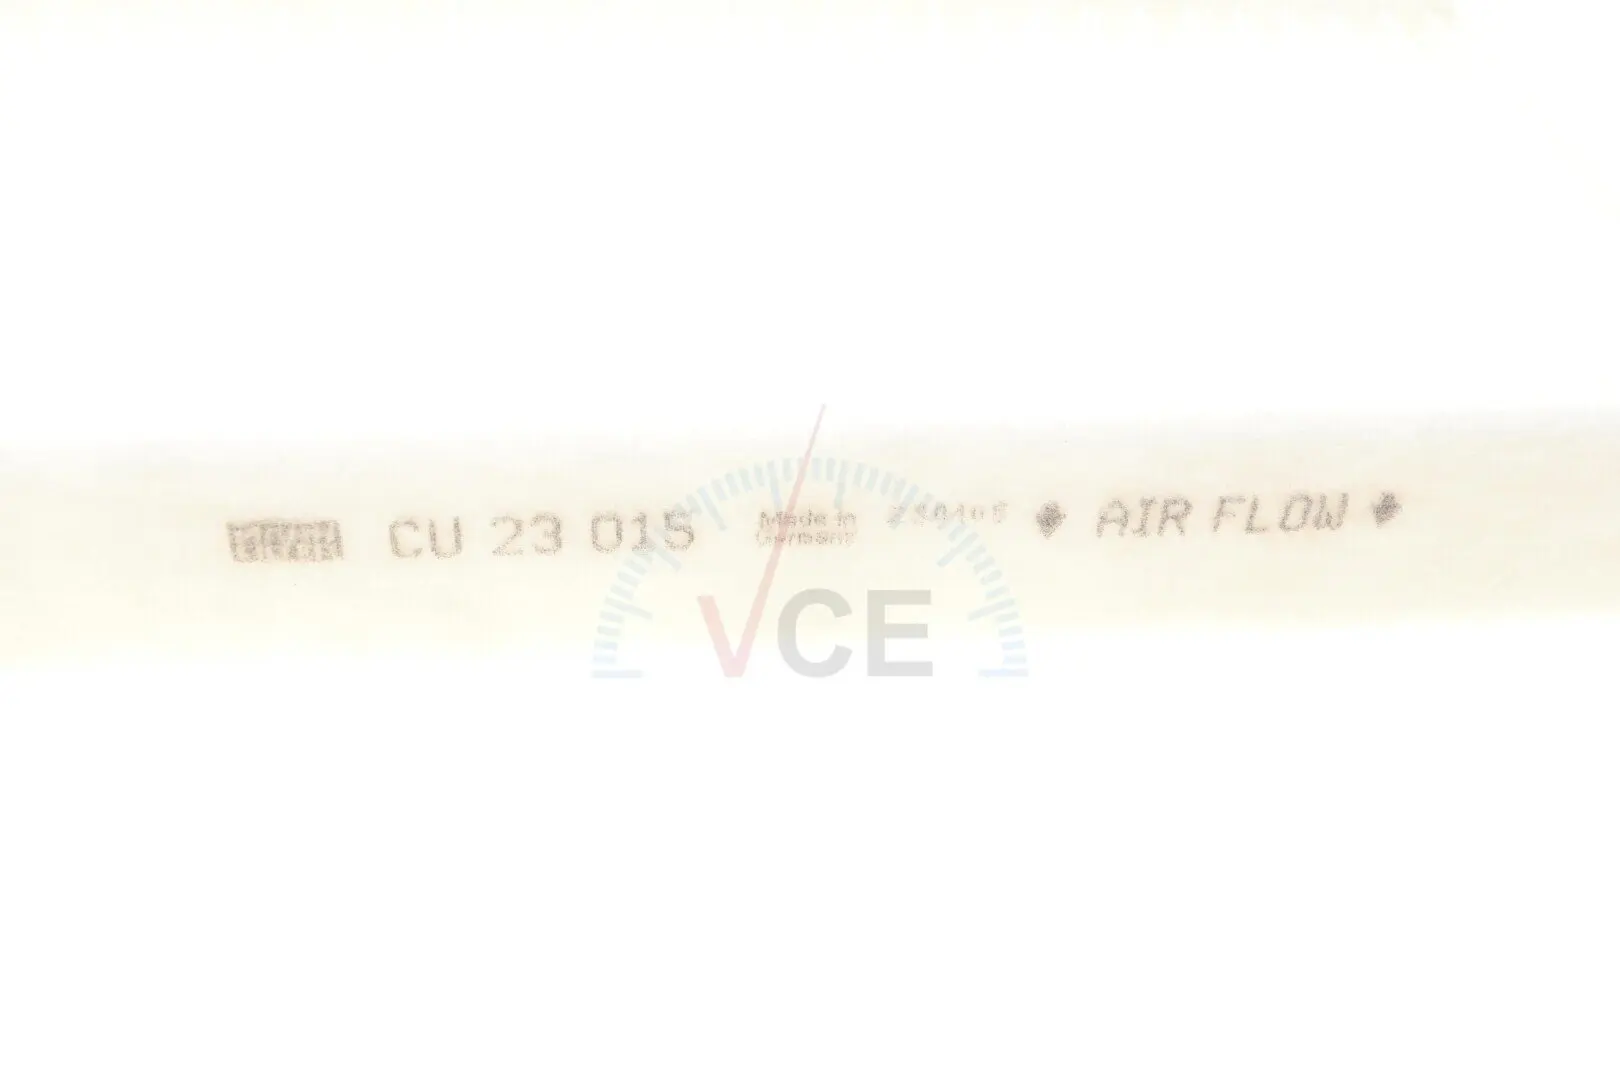 CU 23 015
Made in
Germany
AIR FLOW
VCE